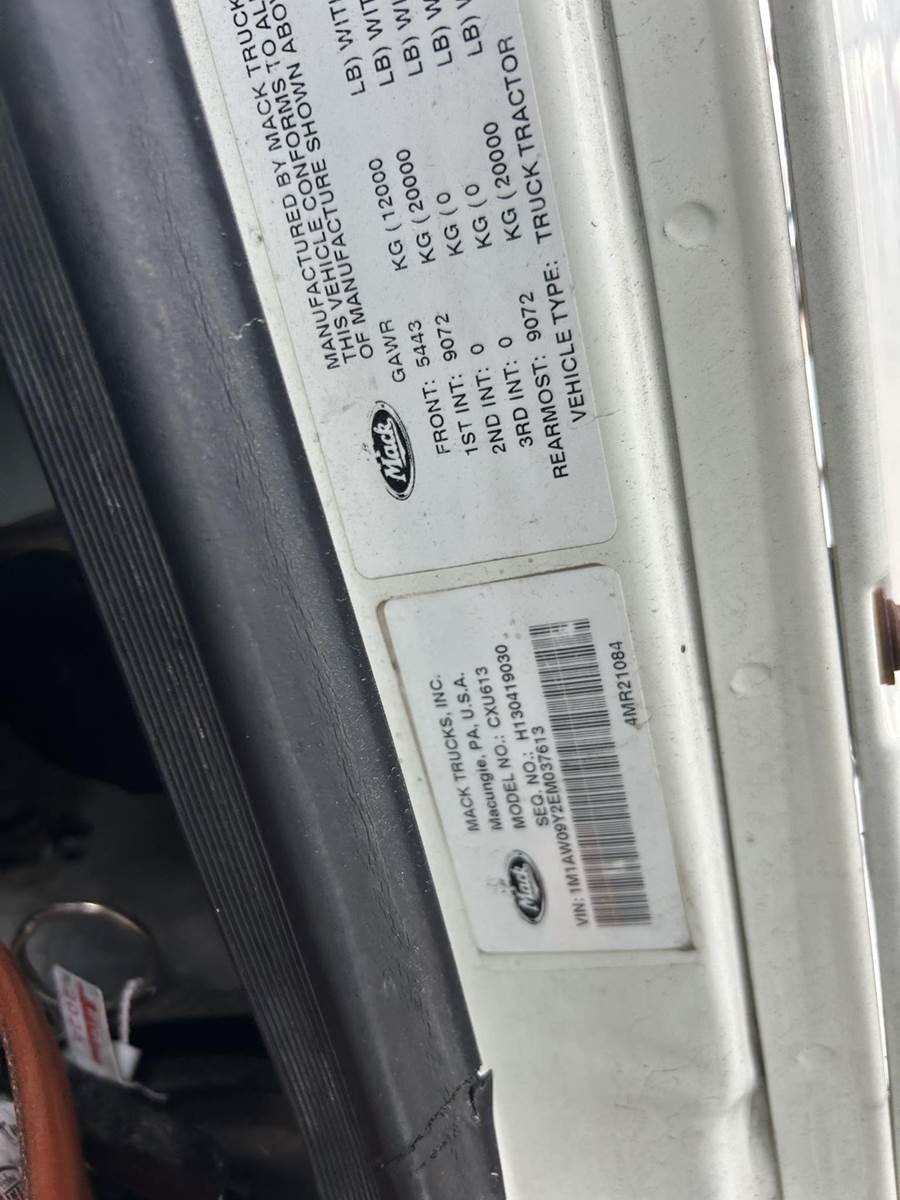 MANUFACTURED BY MACK TRUCK
THIS VEHICLE CONFORMS TO AL
OF MANUFACTURE SHOWN ABOV
Mack
GAWR
FRONT: 5443 KG ( 12000 LB) WITH
1ST INT: 9072 KG ( 20000 LB) WIT
2ND INT: 0 KG ( 0 LB) WI
3RD INT: 0 KG ( 0 LB) W
REARMOST: 9072 KG ( 20000 LB) W
VEHICLE TYPE: TRUCK TRACTOR
Mack
MACK TRUCKS, INC.
Macungie, PA, U.S.A.
MODEL NO.: CXU613
SEQ. NO.: H130419030
VIN: 1M1AW09Y2EM037613
4MR21084